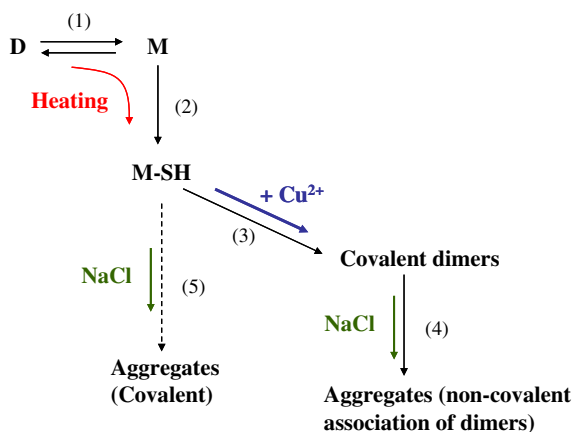 (1)
D M
Heating
(2)
M-SH
+ Cu²⁺
(3)
Covalent dimers
NaCl
(5)
NaCl
(4)
Aggregates
(Covalent)
Aggregates (non-covalent
association of dimers)